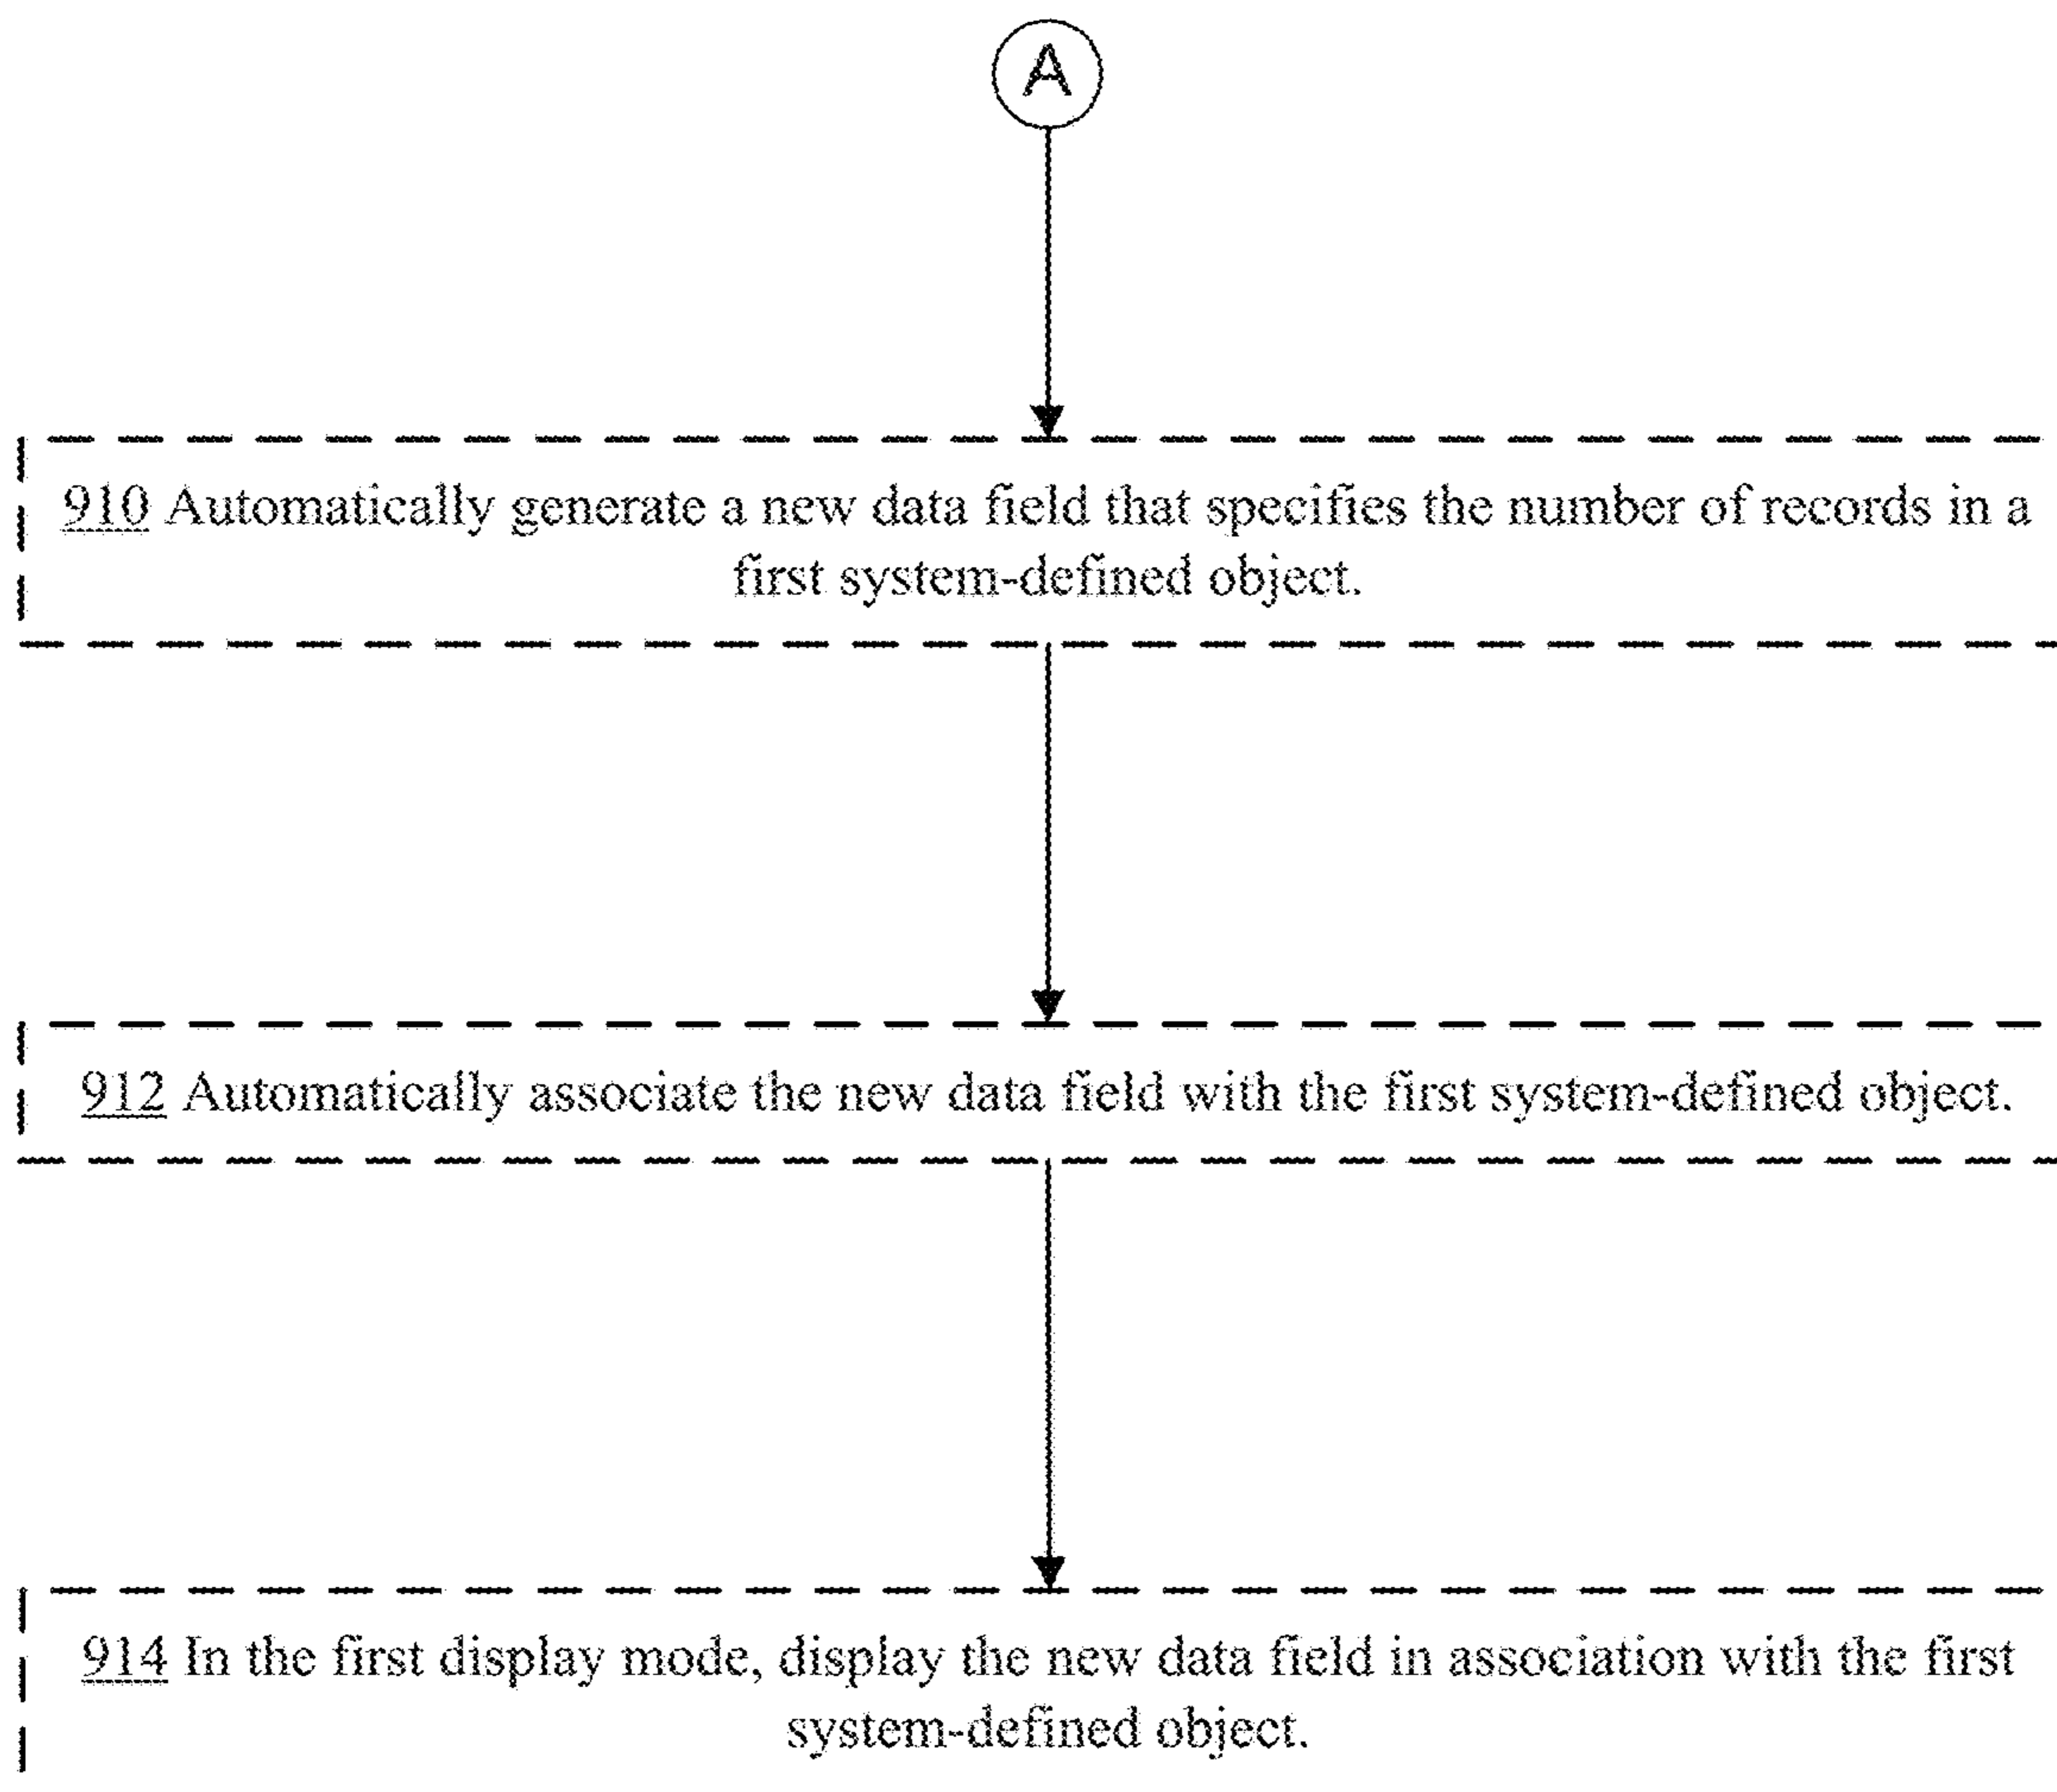 A
910 Automatically generate a new data field that specifies the number of records in a
first system-defined object.
912 Automatically associate the new data field with the first system-defined object.
914 In the first display mode, display the new data field in association with the first
system-defined object.